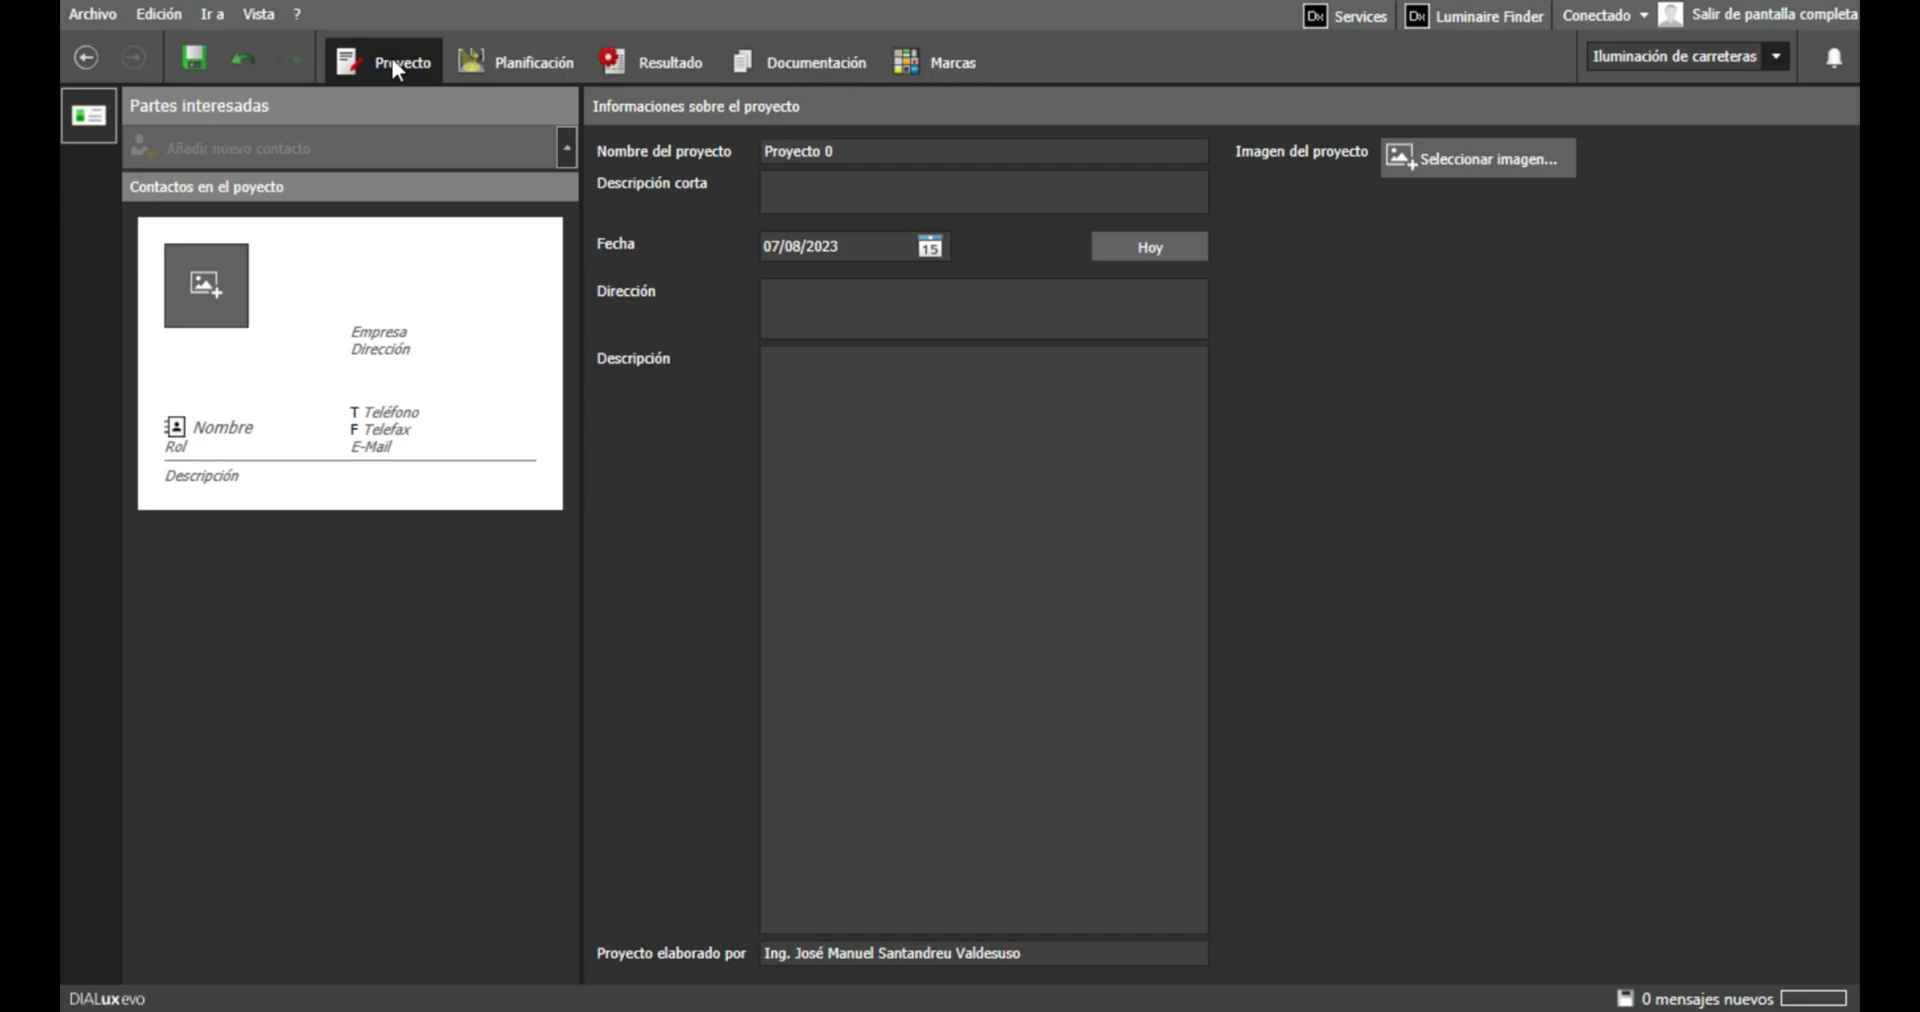 Archivo Edición Ir a Vista ? Dx Services Dx Luminaire Finder Conectado Salir de pantalla completa
Proyecto Planificación Resultado Documentación Marcas Iluminación de carreteras
Partes interesadas
Añadir nuevo contacto
Contactos en el poyecto
Empresa
Dirección
T Teléfono
Nombre
F Telefax
Rol
E-Mail
Descripción
Informaciones sobre el proyecto
Nombre del proyecto Proyecto 0
Imagen del proyecto Seleccionar imagen...
Descripción corta
Fecha 07/08/2023 15 Hoy
Dirección
Descripción
Proyecto elaborado por Ing. José Manuel Santandreu Valdesuso
DIALux evo
0 mensajes nuevos